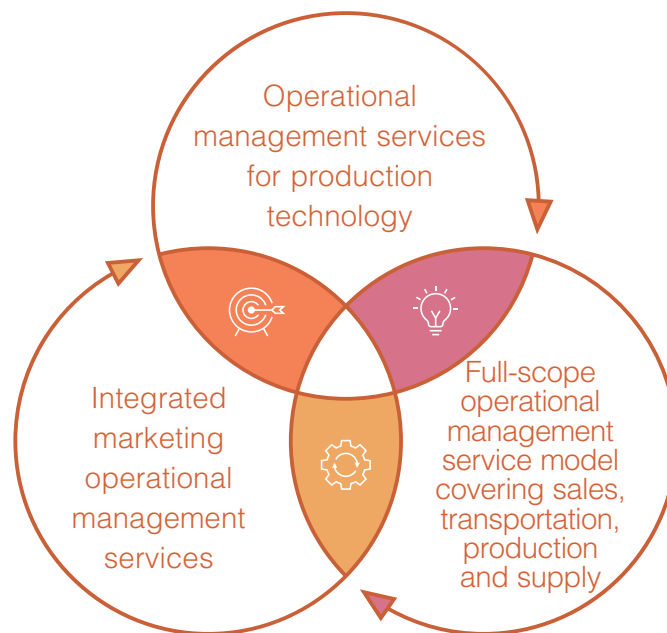 Operational
management services
for production
technology
Integrated
marketing
operational
management
services
Full-scope
operational
management
service model
covering sales,
transportation,
production
and supply